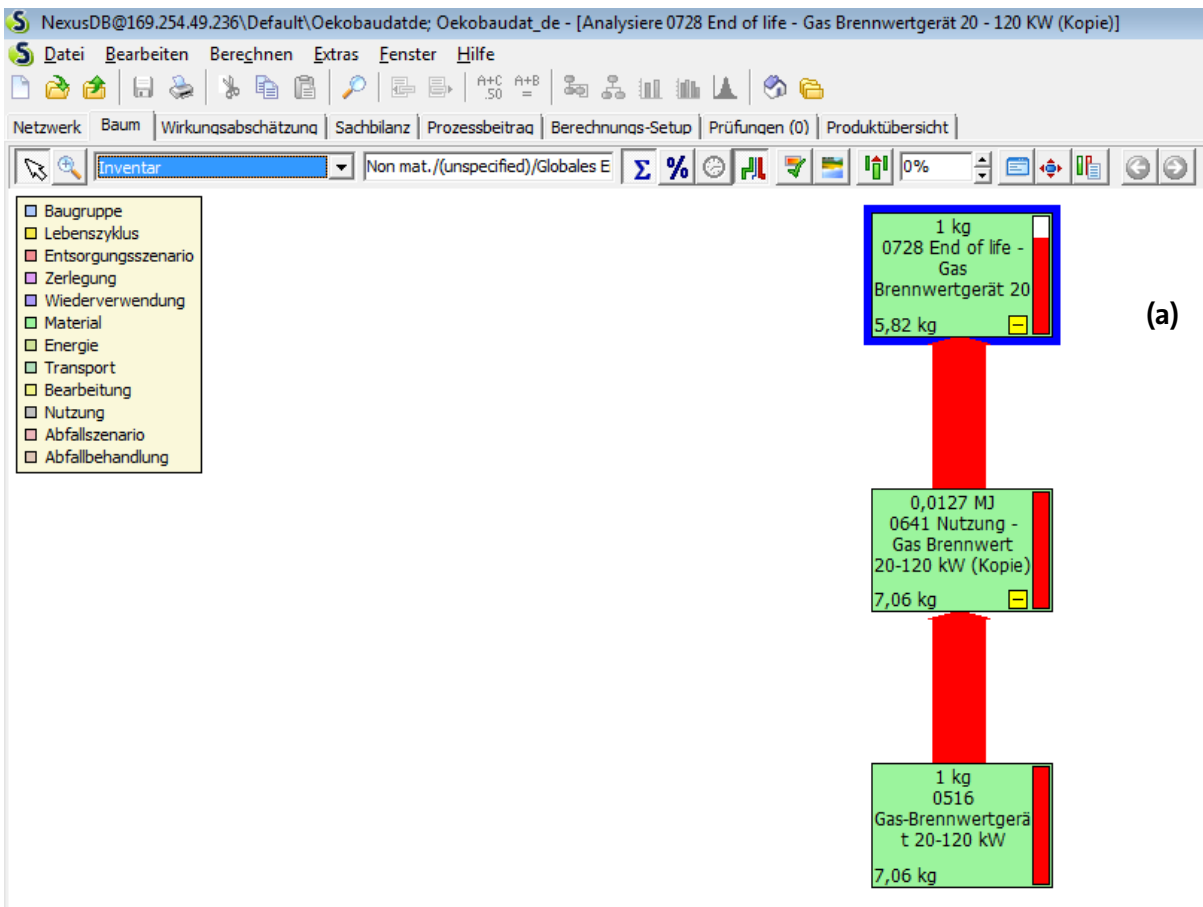 NexusDB@169.254.49.236\Default\Oekobaudatde; Oekobaudat_de - [Analysiere 0728 End of life - Gas Brennwertgerät 20 - 120 KW (Kopie)]
Datei Bearbeiten Berechnen Extras Fenster Hilfe
A+C .50 A+B =
Netzwerk Baum Wirkungsabschätzung Sachbilanz Prozessbeitrag Berechnungs-Setup Prüfungen (0) Produktübersicht
Inventar Non mat./(unspecified)/Globales E Σ % 0%
Baugruppe
Lebenszyklus
Entsorgungsszenario
Zerlegung
Wiederverwendung
Material
Energie
Transport
Bearbeitung
Nutzung
Abfallszenario
Abfallbehandlung
1 kg
0728 End of life -
Gas
Brennwertgerät 20
5,82 kg
(a)
0,0127 MJ
0641 Nutzung -
Gas Brennwert
20-120 kW (Kopie)
7,06 kg
1 kg
0516
Gas-Brennwertgerä
t 20-120 kW
7,06 kg